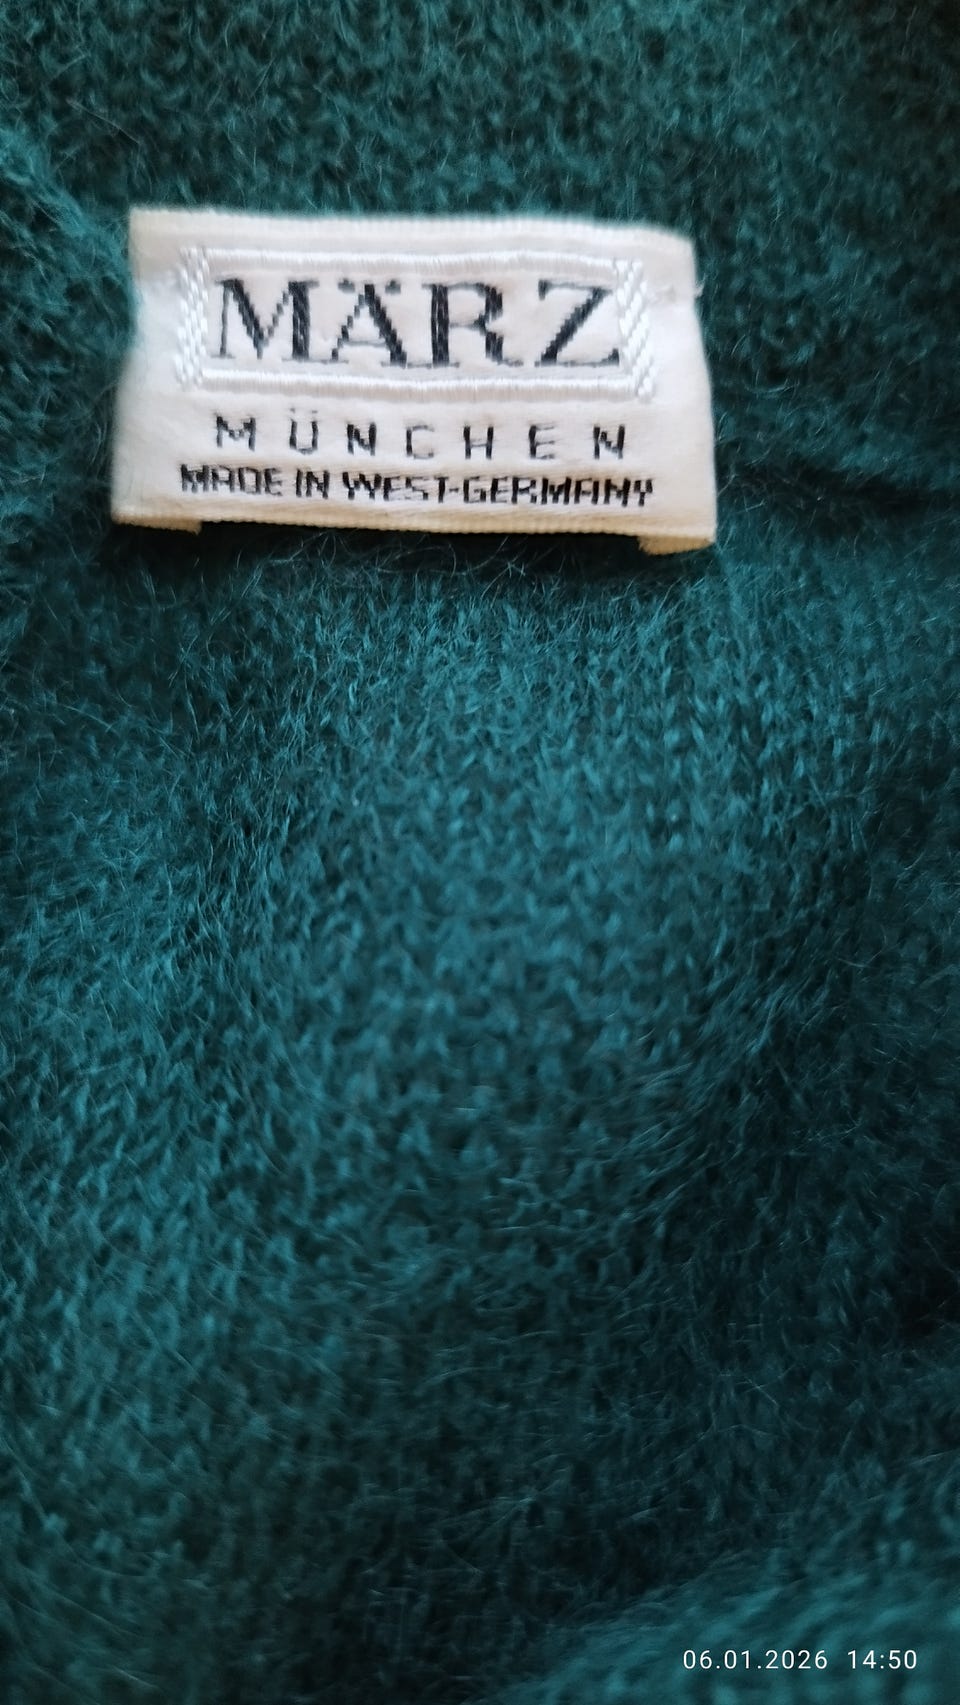 MÄRZ
MÜNCHEN
MADE IN WEST-GERMANY
06.01.2026 14:50